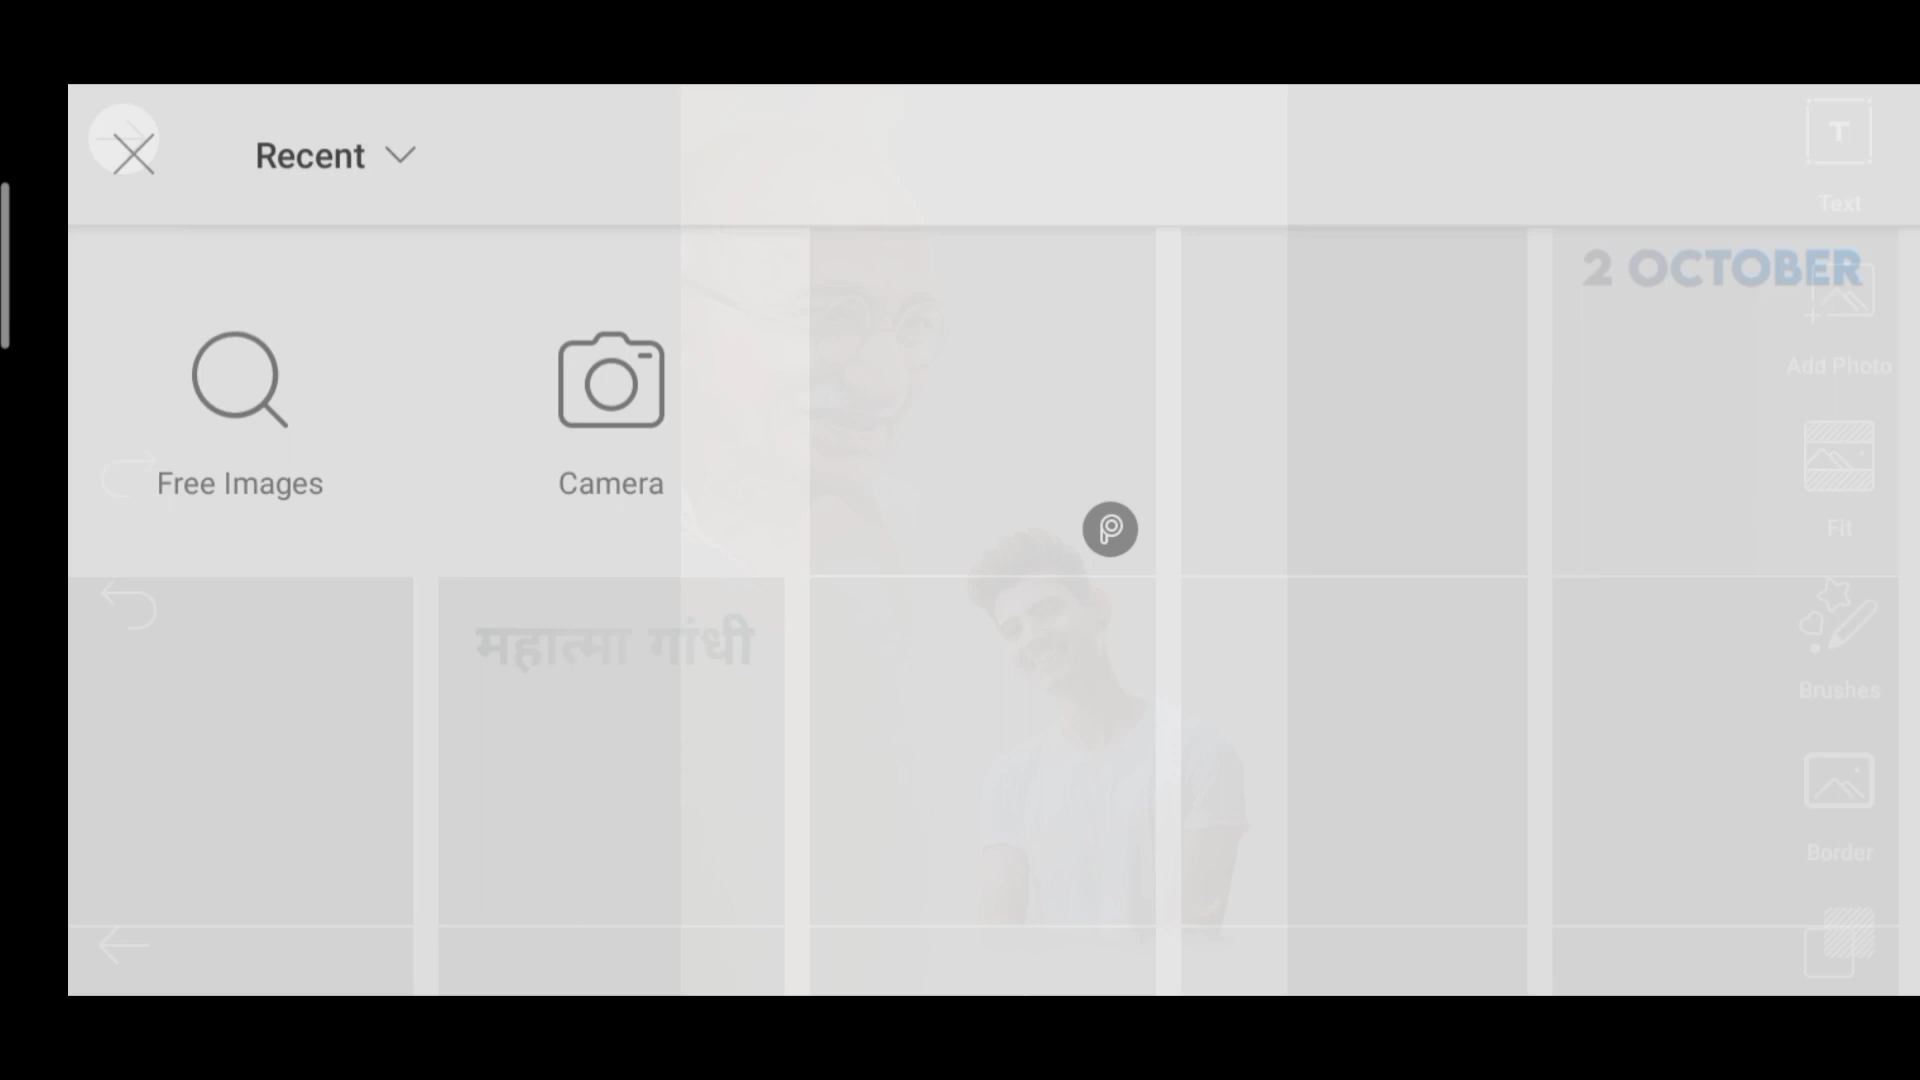 Recent
Text
2 OCTOBER
Add Photo
Free Images
Camera
Fit
महात्मा गांधी
Brushes
Border